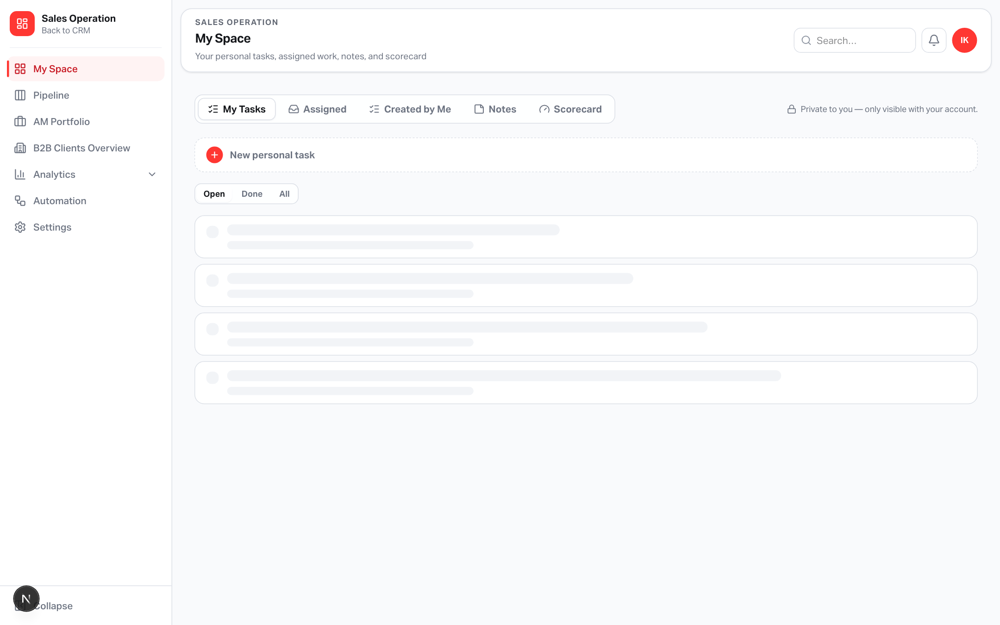 Sales Operation
Back to CRM
My Space
Pipeline
AM Portfolio
B2B Clients Overview
Analytics
Automation
Settings
N
Collapse
SALES OPERATION
My Space
Your personal tasks, assigned work, notes, and scorecard
Search...
IK
My Tasks
Assigned
Created by Me
Notes
Scorecard
Private to you — only visible with your account.
New personal task
Open
Done
All